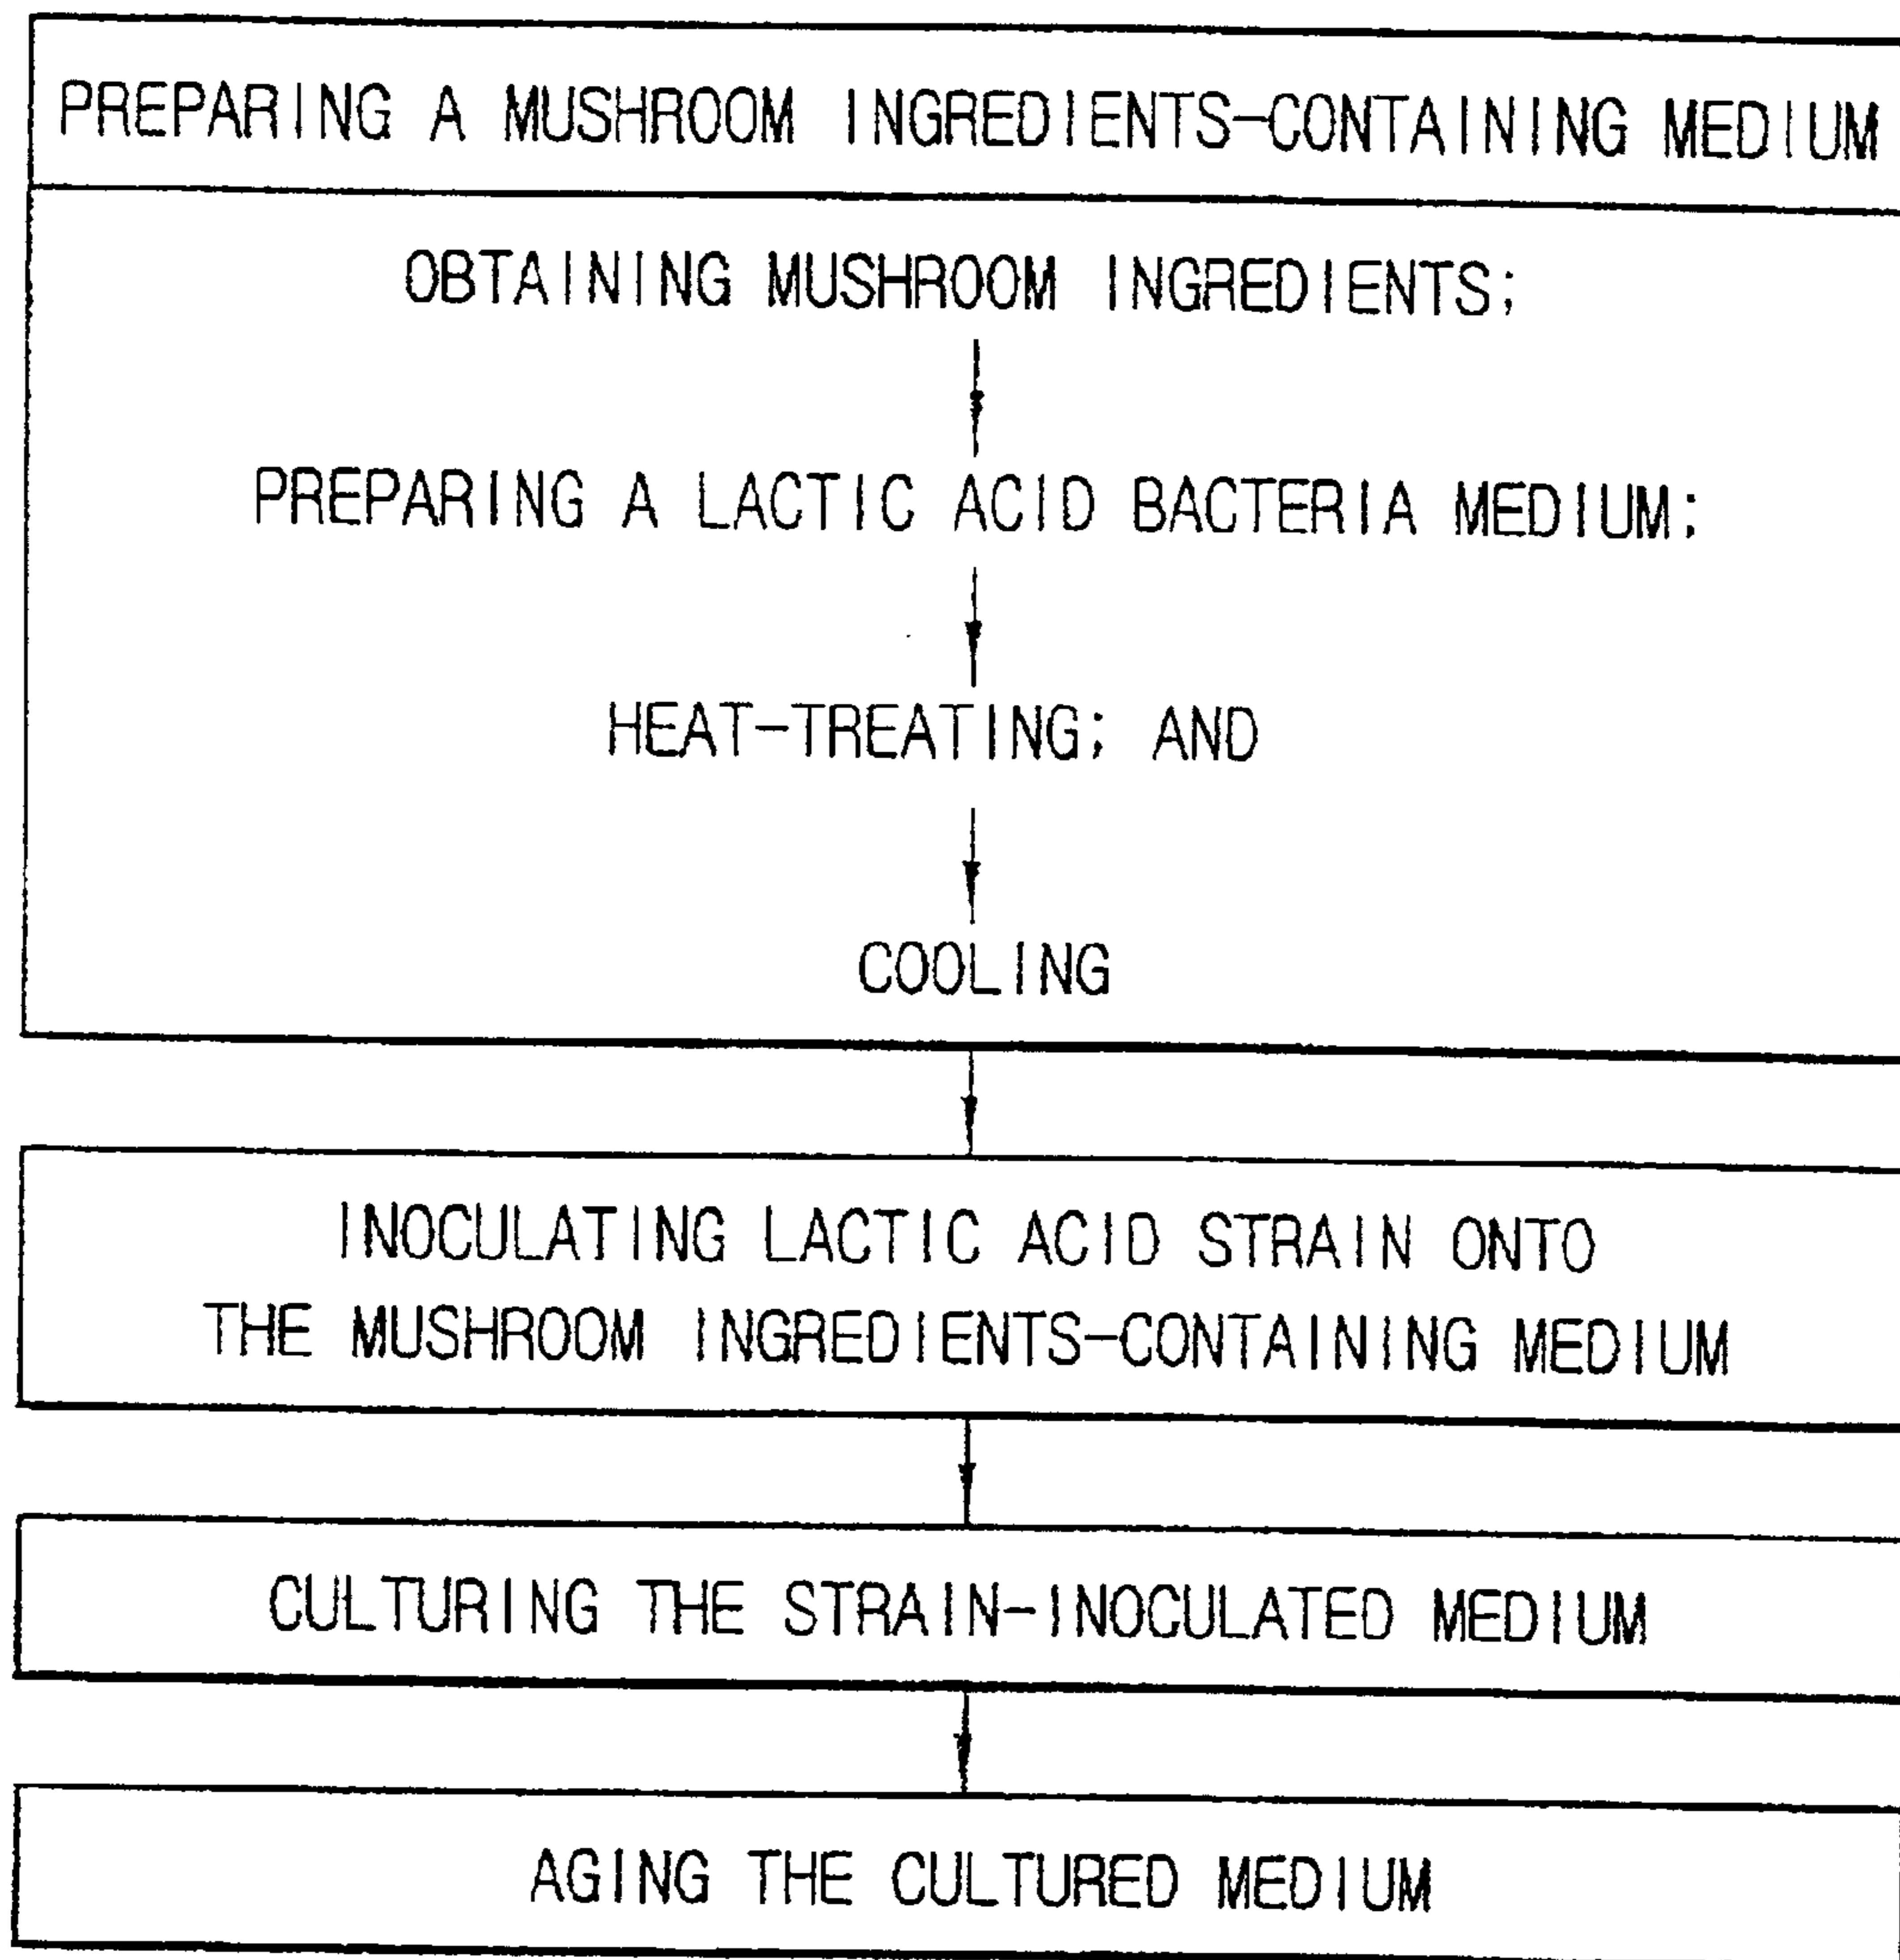 PREPARING A MUSHROOM INGREDIENTS-CONTAINING MEDIUM
OBTAINING MUSHROOM INGREDIENTS;
PREPARING A LACTIC ACID BACTERIA MEDIUM;
HEAT-TREATING; AND
COOLING
INOCULATING LACTIC ACID STRAIN ONTO
THE MUSHROOM INGREDIENTS-CONTAINING MEDIUM
CULTURING THE STRAIN-INOCULATED MEDIUM
AGING THE CULTURED MEDIUM